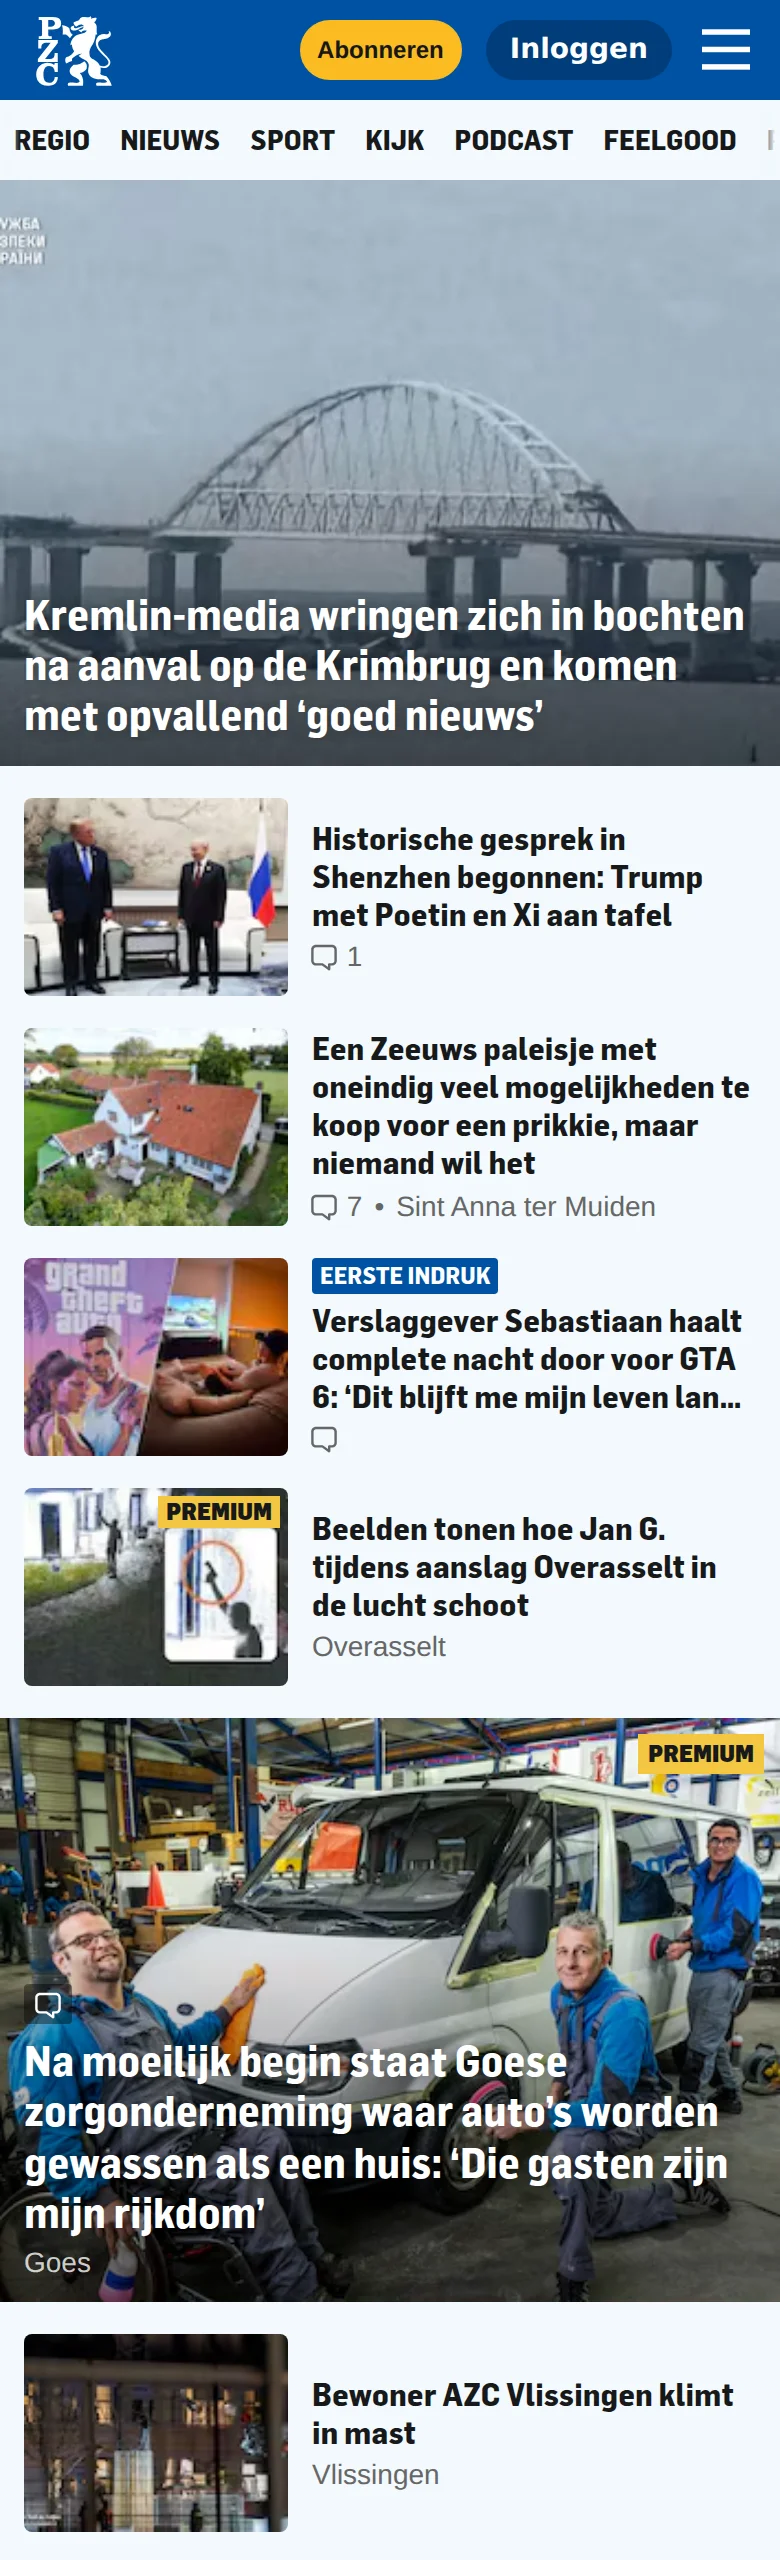 PZC
Abonneren
Inloggen
REGIO NIEUWS SPORT KIJK PODCAST FEELGOOD
УЖБА
ЗПЕКИ
РАЇНИ
Kremlin-media wringen zich in bochten
na aanval op de Krimbrug en komen
met opvallend ‘goed nieuws’
Historische gesprek in
Shenzhen begonnen: Trump
met Poetin en Xi aan tafel
1
Een Zeeuws paleisje met
oneindig veel mogelijkheden te
koop voor een prikkie, maar
niemand wil het
7 • Sint Anna ter Muiden
grand
theft
auto
EERSTE INDRUK
Verslaggever Sebastiaan haalt
complete nacht door voor GTA
6: ‘Dit blijft me mijn leven lan...
PREMIUM
Beelden tonen hoe Jan G.
tijdens aanslag Overasselt in
de lucht schoot
Overasselt
PREMIUM
Na moeilijk begin staat Goese
zorgonderneming waar auto’s worden
gewassen als een huis: ‘Die gasten zijn
mijn rijkdom’
Goes
Bewoner AZC Vlissingen klimt
in mast
Vlissingen